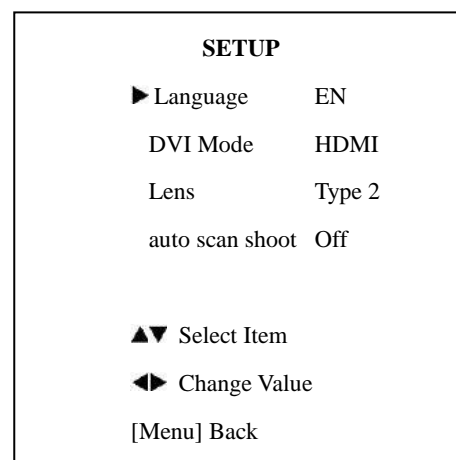 SETUP
▶ Language EN
DVI Mode HDMI
Lens Type 2
auto scan shoot Off
▲▼ Select Item
◀▶ Change Value
[Menu] Back